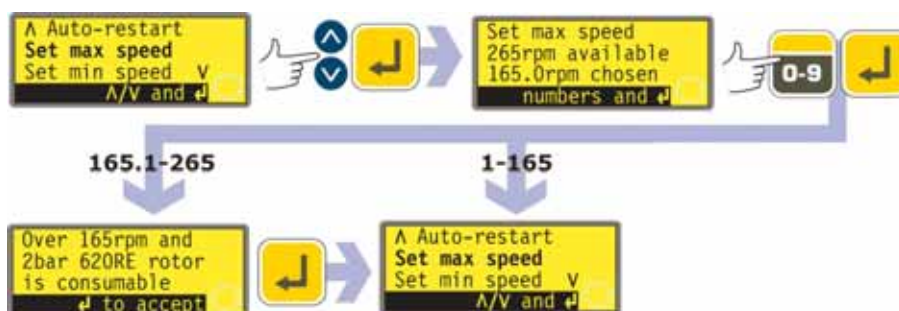 Λ Auto-restart
Set max speed
Set min speed V
Λ/V and ↲
Set max speed
265rpm available
165.0rpm chosen
numbers and ↲
0-9
165.1-265
1-165
Over 165rpm and
2bar 620RE rotor
is consumable
↲ to accept
Λ Auto-restart
Set max speed
Set min speed V
Λ/V and ↲